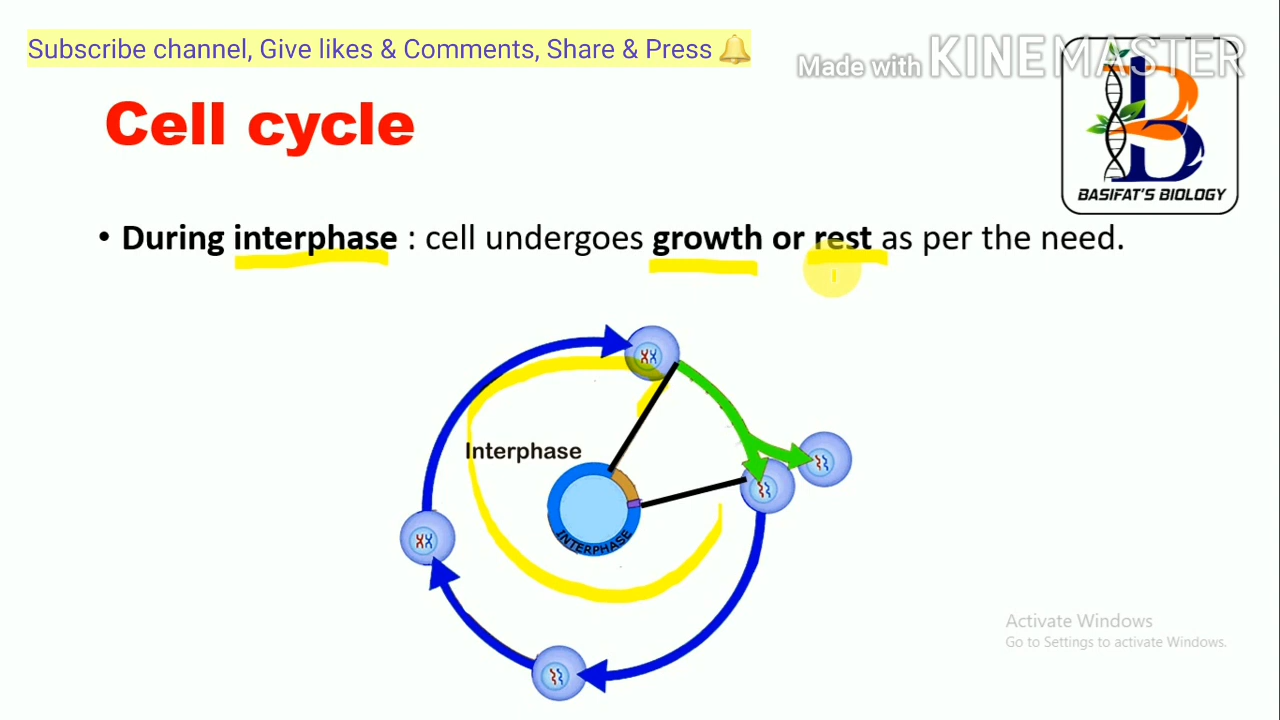 Subscribe channel, Give likes & Comments, Share & Press 🔔
Made with KINEMASTER
Cell cycle
BASIFAT'S BIOLOGY
• During interphase : cell undergoes growth or rest as per the need.
Interphase
INTERPHASE
Activate Windows
Go to Settings to activate Windows.